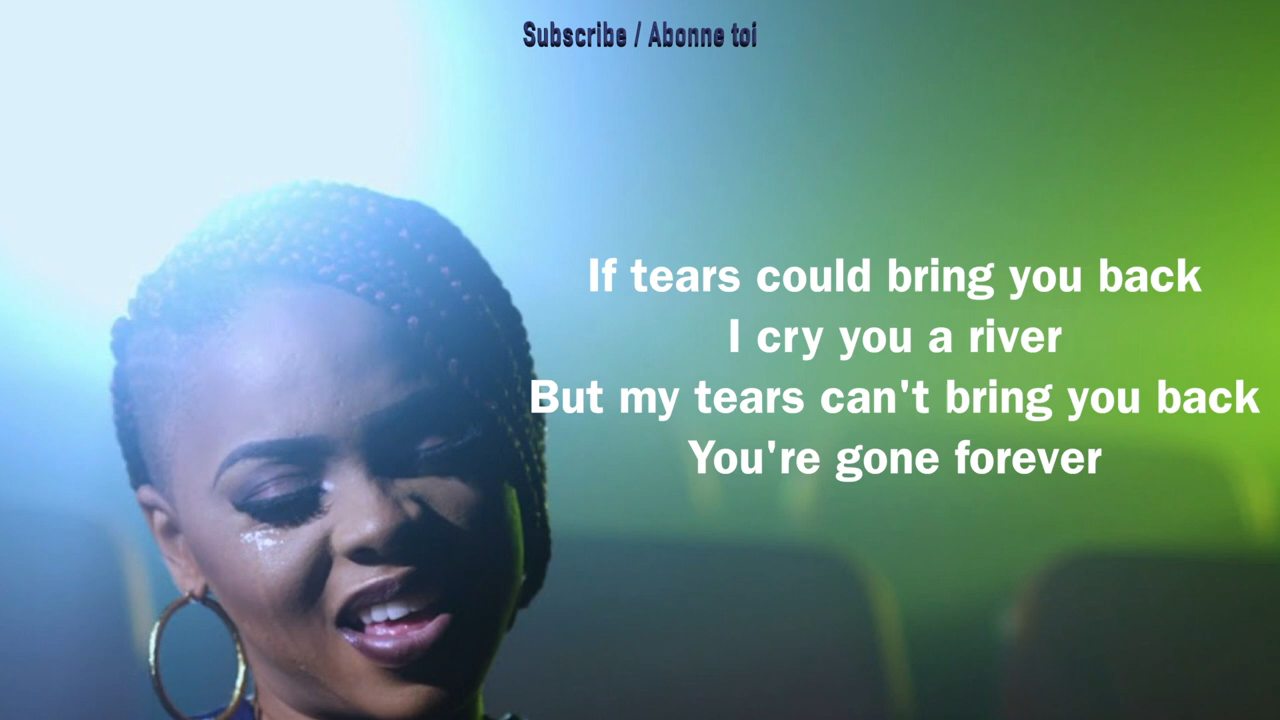 Subscribe / Abonne toi
If tears could bring you back
I cry you a river
But my tears can't bring you back
You're gone forever